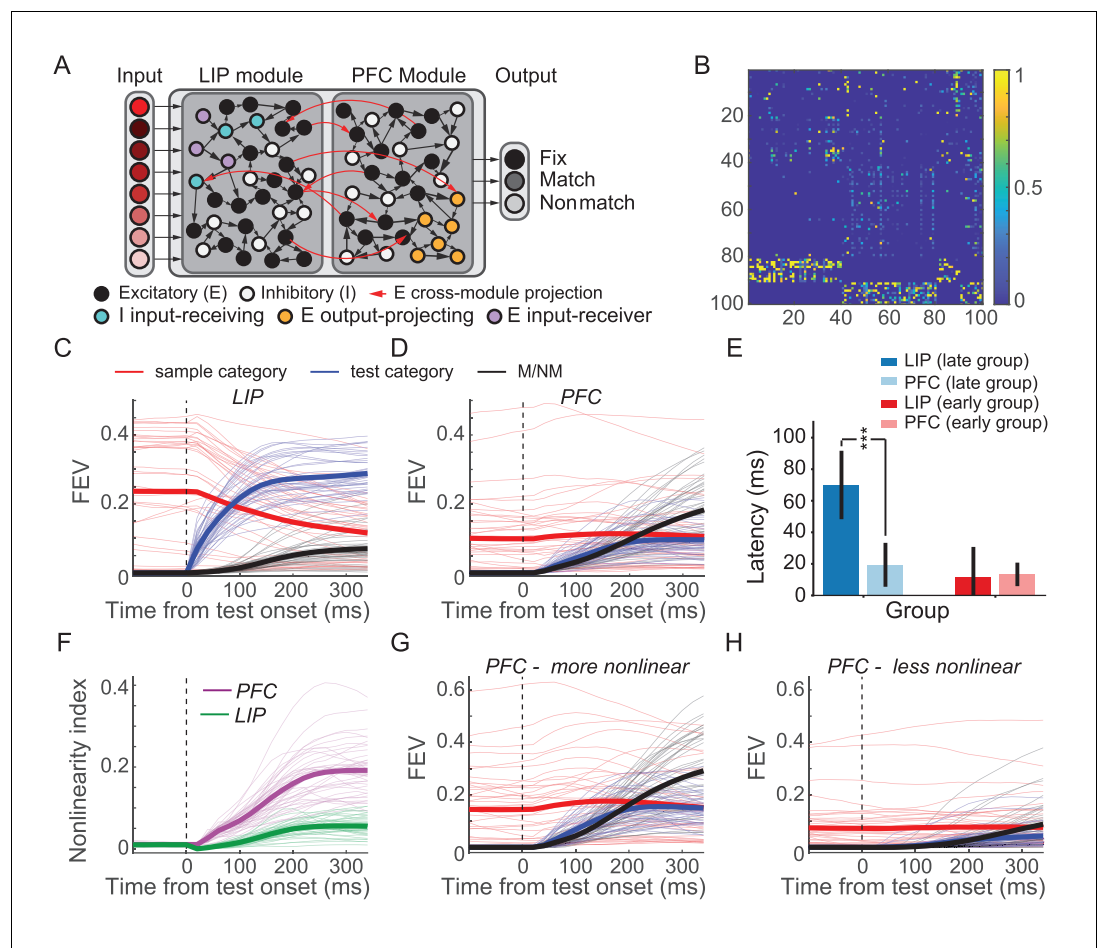 A
Input
LIP module
PFC Module
Output
Fix
Match
Nonmatch
Excitatory (E)
Inhibitory (I)
E cross-module projection
I input-receiving
E output-projecting
E input-receiver
B
20
40
60
80
100
20
40
60
80
100
1
0.5
0
C
D
sample category
test category
M/NM
LIP
FEV
0.4
0.2
0
0
100
200
300
Time from test onset (ms)
PFC
FEV
0.4
0.2
0
0
100
200
300
Time from test onset (ms)
E
LIP (late group)
PFC (late group)
LIP (early group)
PFC (early group)
***
Latency (ms)
100
80
60
40
20
0
Group
F
PFC
LIP
Nonlinearity index
0.4
0.2
0
0
100
200
300
Time from test onset (ms)
G
PFC - more nonlinear
FEV
0.6
0.4
0.2
0
0
100
200
300
Time from test onset (ms)
H
PFC - less nonlinear
FEV
0.6
0.4
0.2
0
0
100
200
300
Time from test onset (ms)